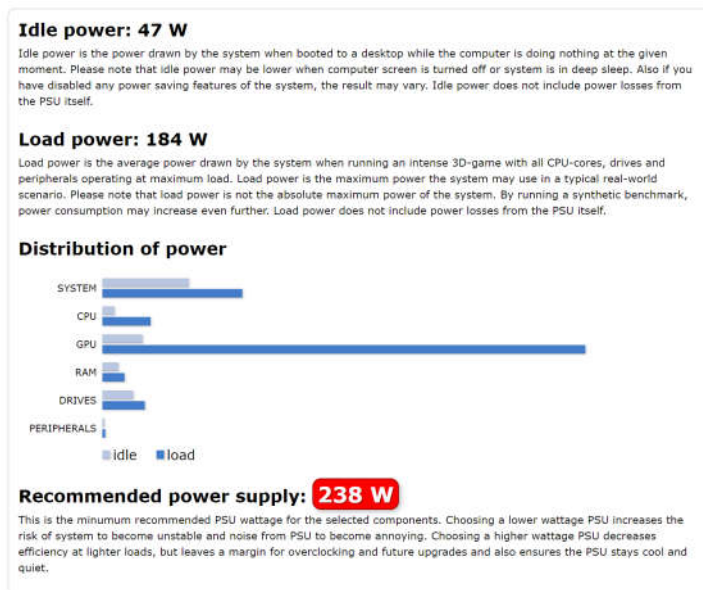 Idle power: 47 W
Idle power is the power drawn by the system when booted to a desktop while the computer is doing nothing at the given
moment. Please note that idle power may be lower when computer screen is turned off or system is in deep sleep. Also if you
have disabled any power saving features of the system, the result may vary. Idle power does not include power losses from
the PSU itself.
Load power: 184 W
Load power is the average power drawn by the system when running an intense 3D-game with all CPU-cores, drives and
peripherals operating at maximum load. Load power is the maximum power the system may use in a typical real-world
scenario. Please note that load power is not the absolute maximum power of the system. By running a synthetic benchmark,
power consumption may increase even further. Load power does not include power losses from the PSU itself.
Distribution of power
SYSTEM
CPU
GPU
RAM
DRIVES
PERIPHERALS
idle load
Recommended power supply: 238 W
This is the minumum recommended PSU wattage for the selected components. Choosing a lower wattage PSU increases the
risk of system to become unstable and noise from PSU to become annoying. Choosing a higher wattage PSU decreases
efficiency at lighter loads, but leaves a margin for overclocking and future upgrades and also ensures the PSU stays cool and
quiet.